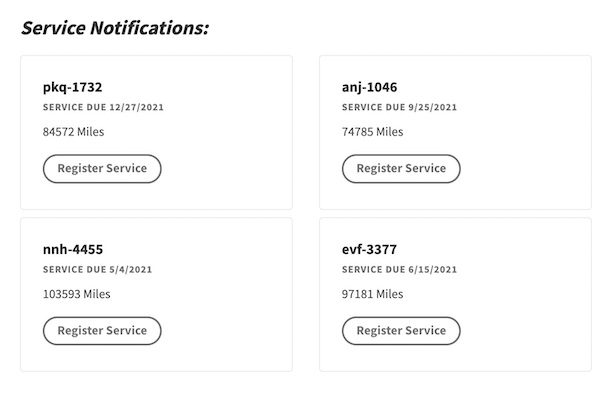 Service Notifications:
pkq-1732
SERVICE DUE 12/27/2021
84572 Miles
Register Service
anj-1046
SERVICE DUE 9/25/2021
74785 Miles
Register Service
nnh-4455
SERVICE DUE 5/4/2021
103593 Miles
Register Service
evf-3377
SERVICE DUE 6/15/2021
97181 Miles
Register Service